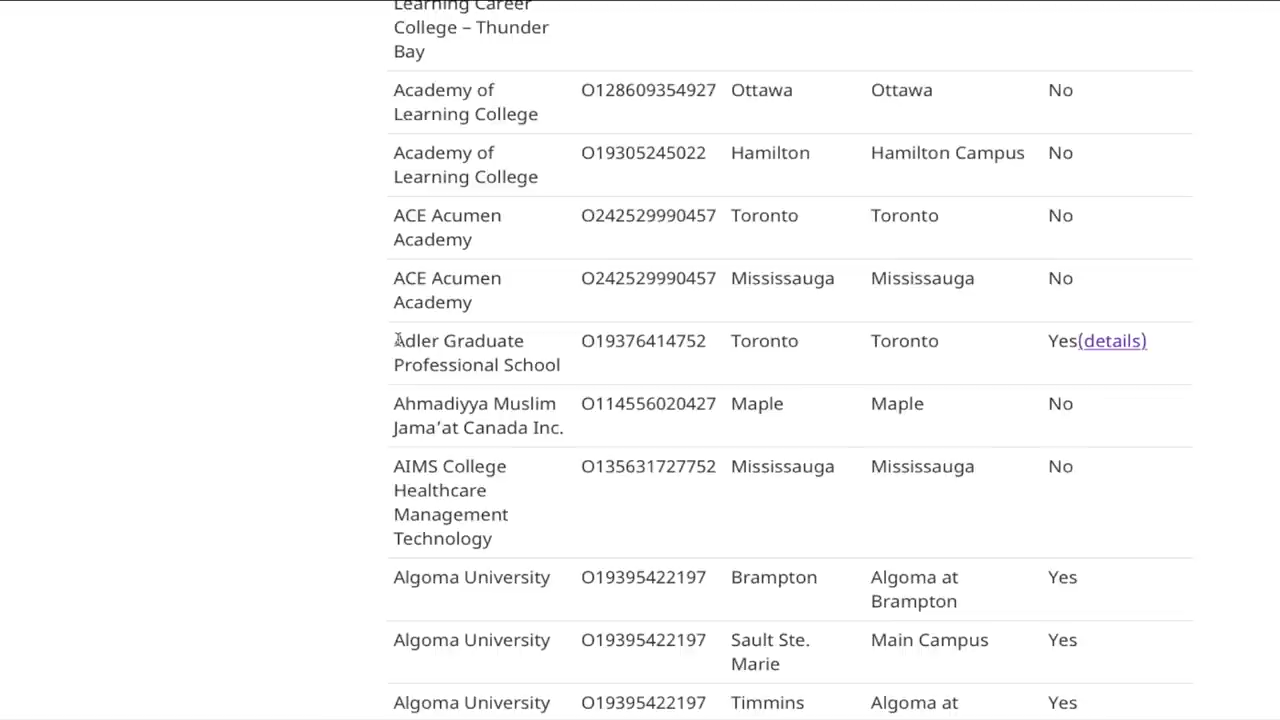 Learning Career
College – Thunder
Bay
Academy of O128609354927 Ottawa Ottawa No
Learning College
Academy of O19305245022 Hamilton Hamilton Campus No
Learning College
ACE Acumen O242529990457 Toronto Toronto No
Academy
ACE Acumen O242529990457 Mississauga Mississauga No
Academy
Adler Graduate O19376414752 Toronto Toronto Yes(details)
Professional School
Ahmadiyya Muslim O114556020427 Maple Maple No
Jama’at Canada Inc.
AIMS College O135631727752 Mississauga Mississauga No
Healthcare
Management
Technology
Algoma University O19395422197 Brampton Algoma at Yes
Brampton
Algoma University O19395422197 Sault Ste. Main Campus Yes
Marie
Algoma University O19395422197 Timmins Algoma at Yes